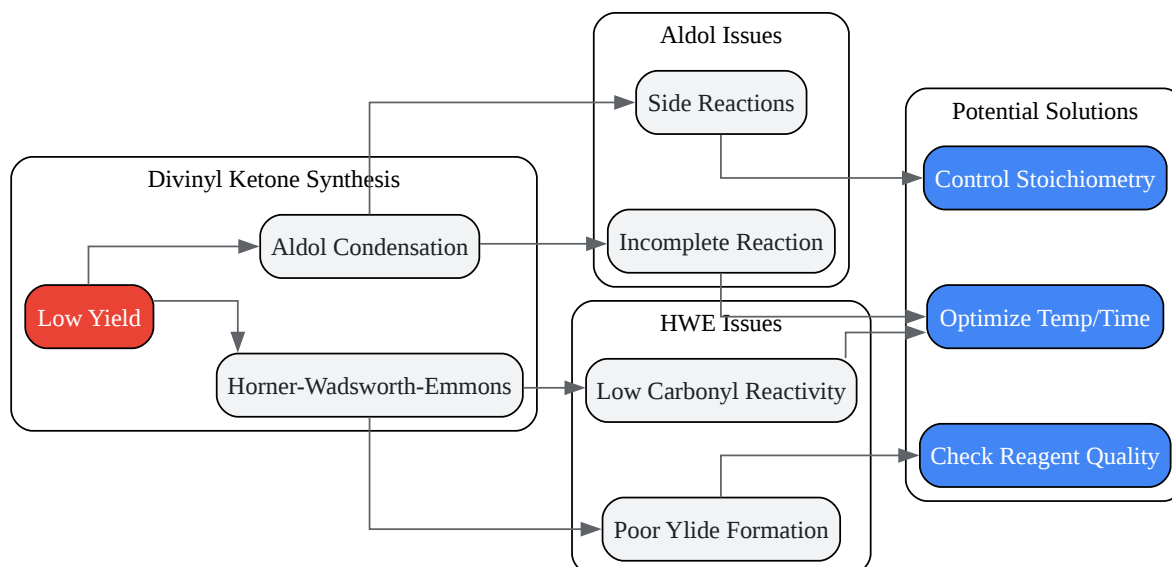 Divinyl Ketone Synthesis
Low Yield
Aldol Condensation
Horner-Wadsworth-Emmons
Aldol Issues
Side Reactions
Incomplete Reaction
HWE Issues
Low Carbonyl Reactivity
Poor Ylide Formation
Potential Solutions
Control Stoichiometry
Optimize Temp/Time
Check Reagent Quality